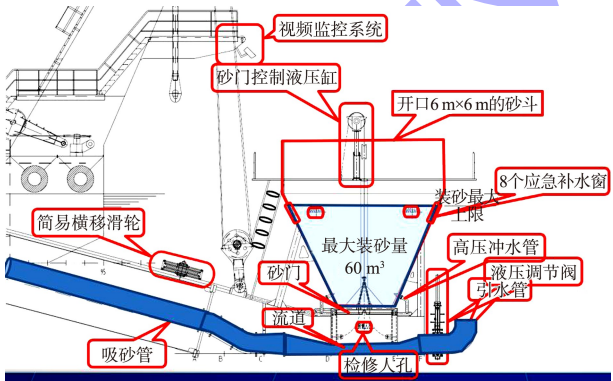 视频监控系统
砂门控制液压缸
开口6 m×6 m的砂斗
8个应急补水窗
装砂最大
上限
简易横移滑轮
最大装砂量
60 m³
高压冲水管
砂门
液压调节阀
引水管
流道
吸砂管
检修人孔